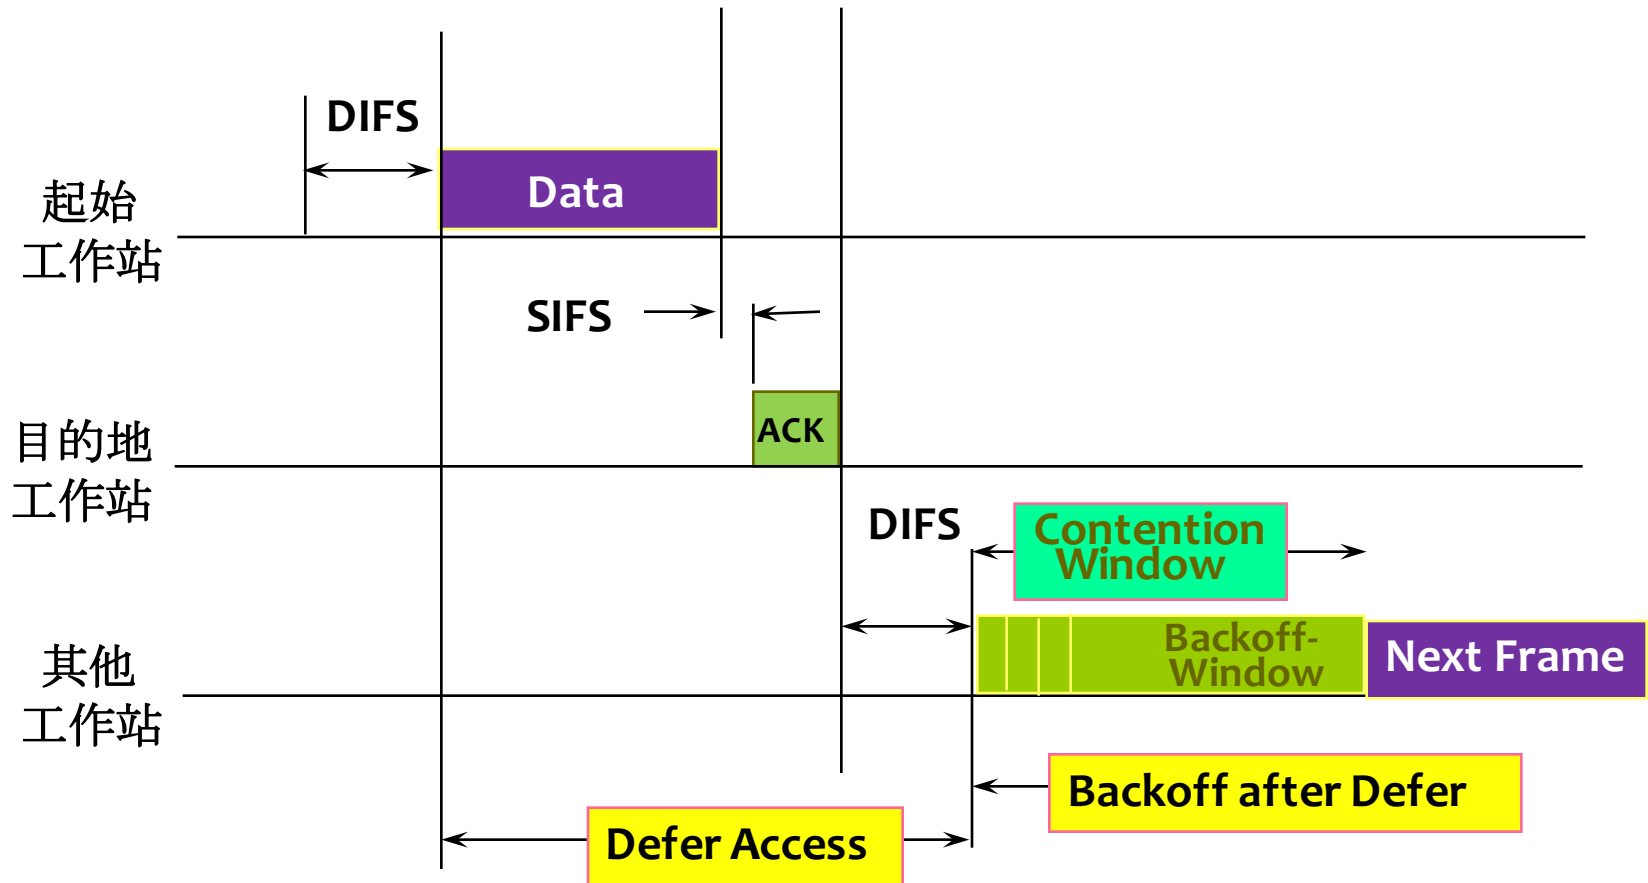 DIFS
Data
起始
工作站
SIFS
ACK
目的地
工作站
DIFS
Contention
Window
Backoff-
Window
Next Frame
其他
工作站
Backoff after Defer
Defer Access